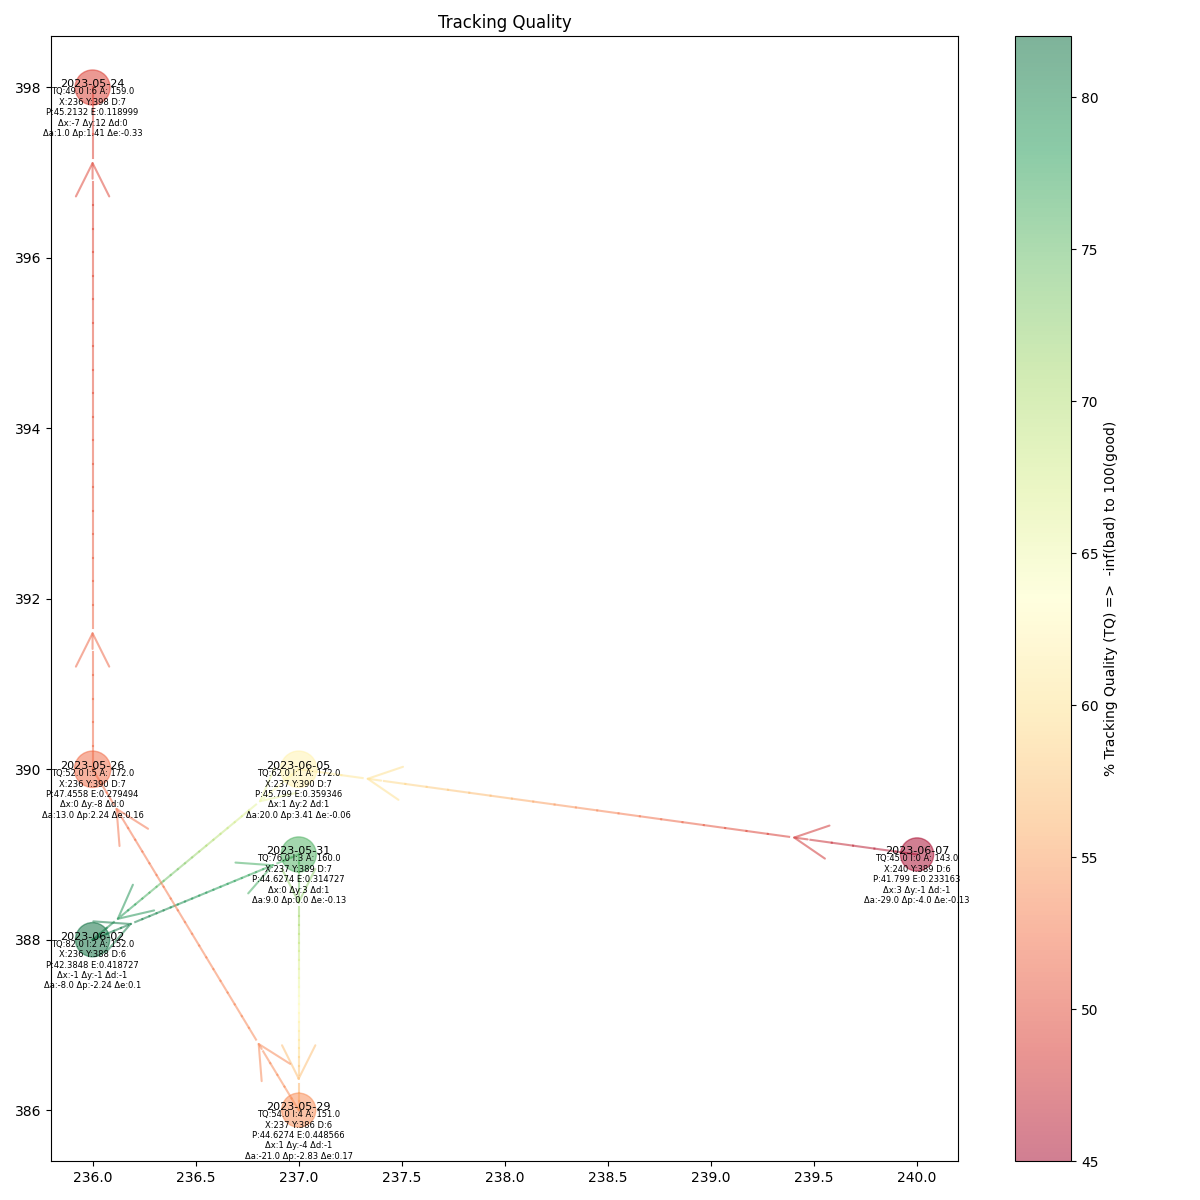 Tracking Quality
398
396
394
392
390
388
386
236.0
236.5
237.0
237.5
238.0
238.5
239.0
239.5
240.0
2023-05-24
TQ:49.0 I:6 A: 159.0
X:236 Y:398 D:7
P:45.2132 E:0.118999
Δx:-7 Δy:12 Δd:0
Δa:1.0 Δp:1.41 Δe:-0.33
2023-05-26
TQ:52.0 I:5 A: 172.0
X:236 Y:390 D:7
P:47.4558 E:0.279494
Δx:0 Δy:-8 Δd:0
Δa:13.0 Δp:2.24 Δe:0.16
2023-06-05
TQ:62.0 I:1 A: 172.0
X:237 Y:390 D:7
P:45.799 E:0.359346
Δx:1 Δy:2 Δd:1
Δa:20.0 Δp:3.41 Δe:-0.06
2023-05-31
TQ:76.0 I:3 A: 160.0
X:237 Y:389 D:7
P:44.6274 E:0.314727
Δx:0 Δy:3 Δd:1
Δa:9.0 Δp:0.0 Δe:-0.13
2023-06-07
TQ:45.0 I:0 A: 143.0
X:240 Y:389 D:6
P:41.799 E:0.233163
Δx:3 Δy:-1 Δd:-1
Δa:-29.0 Δp:-4.0 Δe:-0.13
2023-06-02
TQ:82.0 I:2 A: 152.0
X:236 Y:388 D:6
P:42.3848 E:0.418727
Δx:-1 Δy:-1 Δd:-1
Δa:-8.0 Δp:-2.24 Δe:0.1
2023-05-29
TQ:54.0 I:4 A: 151.0
X:237 Y:386 D:6
P:44.6274 E:0.448566
Δx:1 Δy:-4 Δd:-1
Δa:-21.0 Δp:-2.83 Δe:0.17
80
75
70
65
60
55
50
45
% Tracking Quality (TQ) =>  -inf(bad) to 100(good)